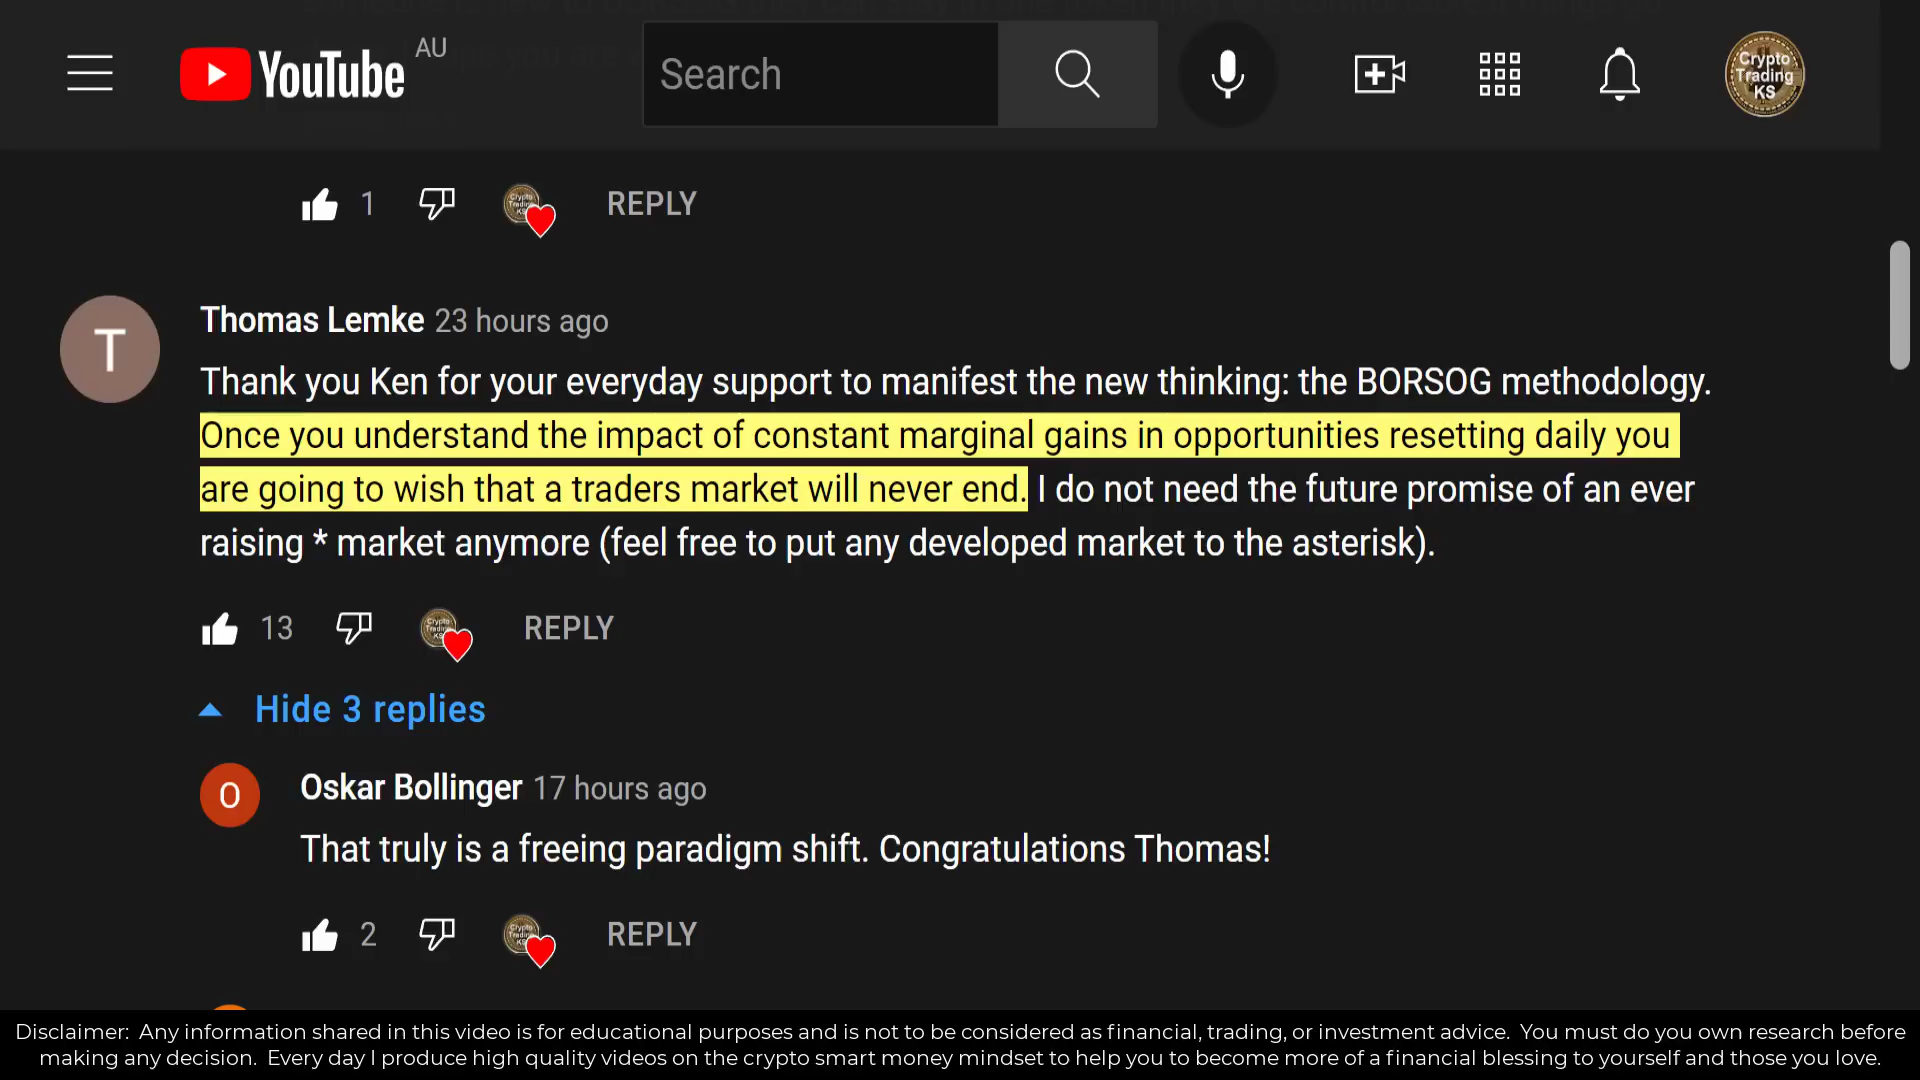 YouTube AU
Search
Crypto
Trading
KS
1 REPLY
T
Thomas Lemke 23 hours ago
Thank you Ken for your everyday support to manifest the new thinking: the BORSOG methodology.
Once you understand the impact of constant marginal gains in opportunities resetting daily you
are going to wish that a traders market will never end. I do not need the future promise of an ever
raising * market anymore (feel free to put any developed market to the asterisk).
13 REPLY
Hide 3 replies
O
Oskar Bollinger 17 hours ago
That truly is a freeing paradigm shift. Congratulations Thomas!
2 REPLY
Disclaimer: Any information shared in this video is for educational purposes and is not to be considered as financial, trading, or investment advice. You must do you own research before
making any decision. Every day I produce high quality videos on the crypto smart money mindset to help you to become more of a financial blessing to yourself and those you love.